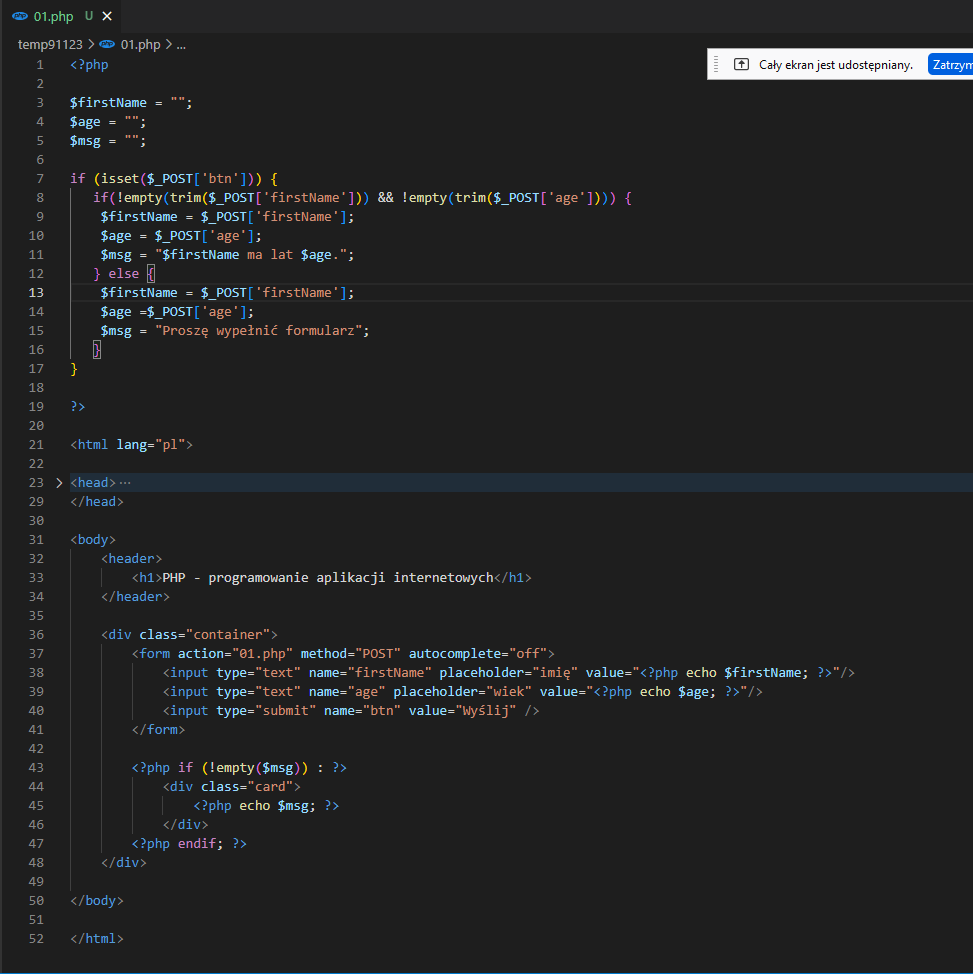 php 01.php U ×
temp91123 > php 01.php > ...
Cały ekran jest udostępniany.
Zatrzym
1 <?php
2
3 $firstName = "";
4 $age = "";
5 $msg = "";
6
7 if (isset($_POST['btn'])) {
8    if(!empty(trim($_POST['firstName'])) && !empty(trim($_POST['age']))) {
9     $firstName = $_POST['firstName'];
10     $age = $_POST['age'];
11     $msg = "$firstName ma lat $age.";
12    } else {
13     $firstName = $_POST['firstName'];
14     $age =$_POST['age'];
15     $msg = "Proszę wypełnić formularz";
16    }
17 }
18
19 ?>
20
21 <html lang="pl">
22
23 > <head>···
29 </head>
30
31 <body>
32     <header>
33         <h1>PHP - programowanie aplikacji internetowych</h1>
34     </header>
35
36     <div class="container">
37         <form action="01.php" method="POST" autocomplete="off">
38             <input type="text" name="firstName" placeholder="imię" value="<?php echo $firstName; ?>"/>
39             <input type="text" name="age" placeholder="wiek" value="<?php echo $age; ?>"/>
40             <input type="submit" name="btn" value="Wyślij" />
41         </form>
42
43         <?php if (!empty($msg)) : ?>
44             <div class="card">
45                 <?php echo $msg; ?>
46             </div>
47         <?php endif; ?>
48     </div>
49
50 </body>
51
52 </html>